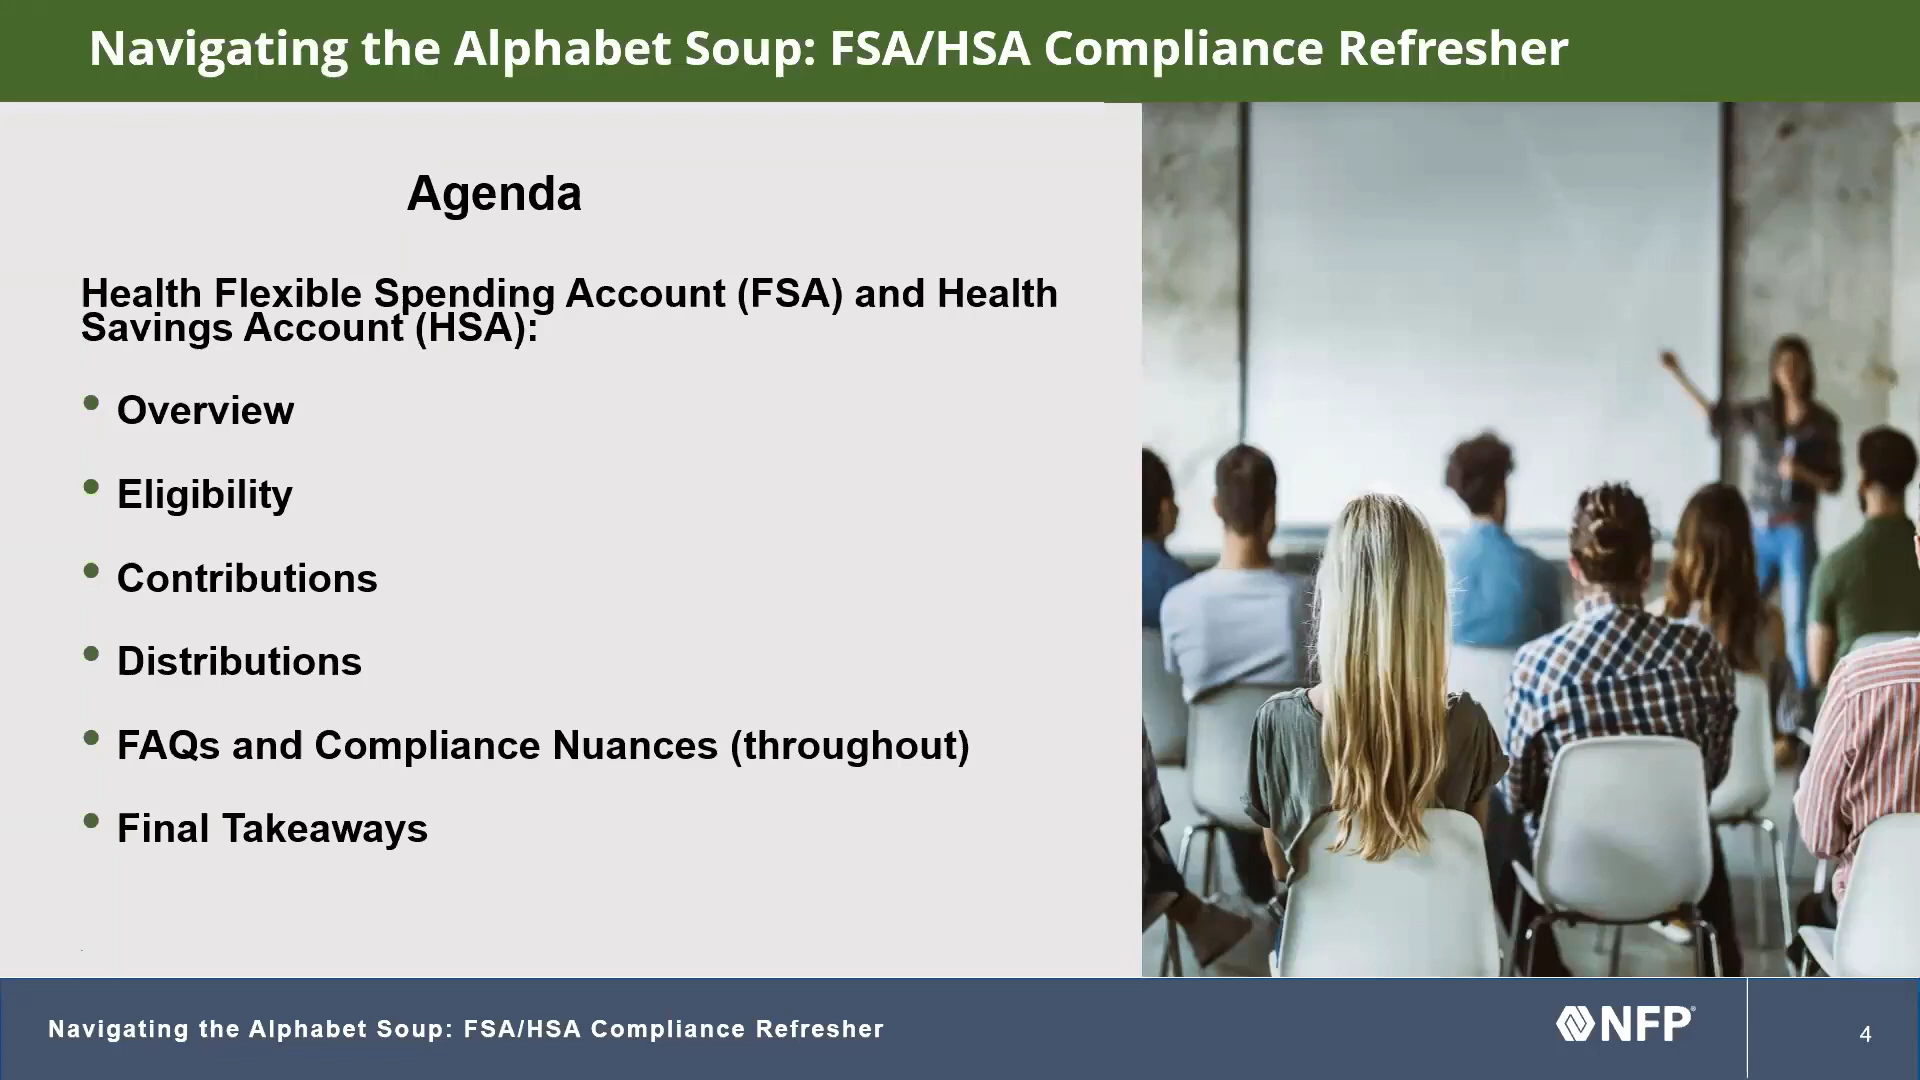 Navigating the Alphabet Soup: FSA/HSA Compliance Refresher
Agenda
Health Flexible Spending Account (FSA) and Health
Savings Account (HSA):
• Overview
• Eligibility
• Contributions
• Distributions
• FAQs and Compliance Nuances (throughout)
• Final Takeaways
Navigating the Alphabet Soup: FSA/HSA Compliance Refresher
NFP®
4